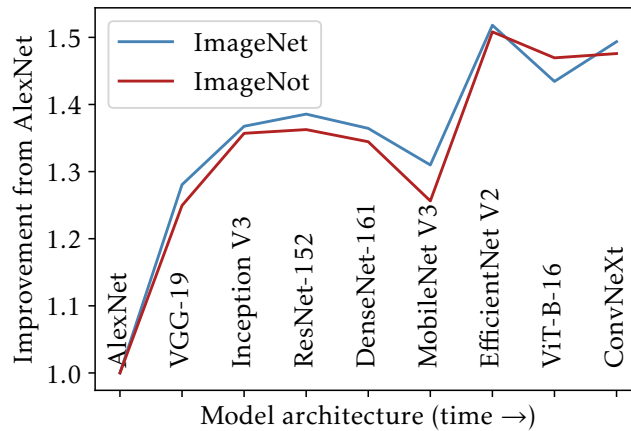 Improvement from AlexNet
1.5
1.4
1.3
1.2
1.1
1.0
ImageNet
ImageNot
AlexNet
VGG-19
Inception V3
ResNet-152
DenseNet-161
MobileNet V3
EfficientNet V2
ViT-B-16
ConvNeXt
Model architecture (time →)